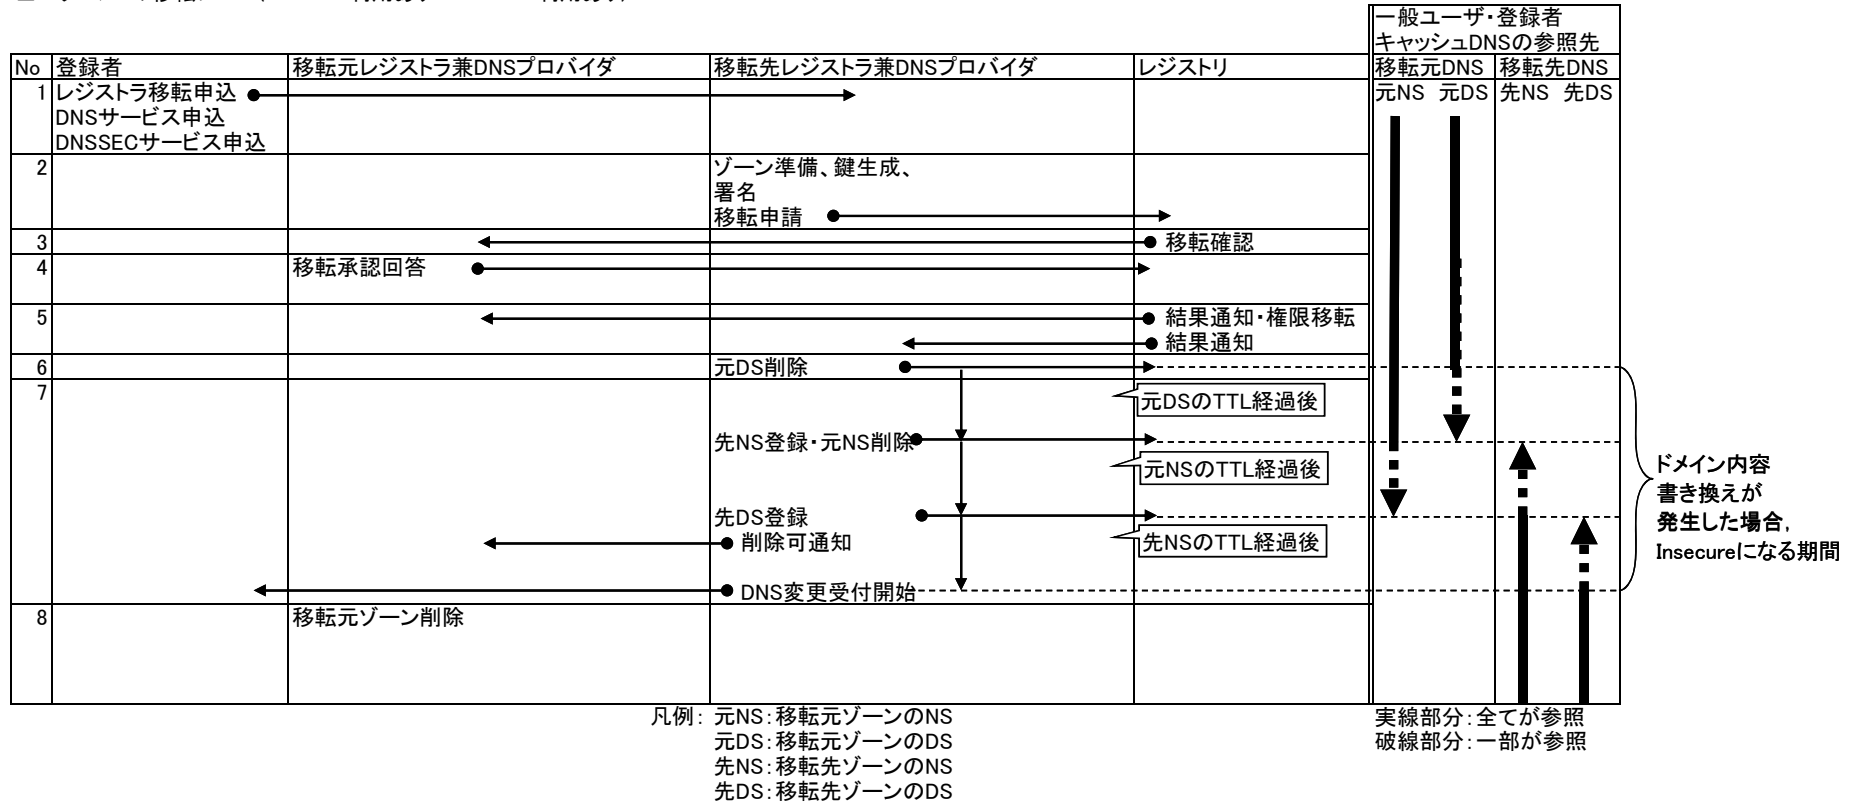 一般ユーザ・登録者
キャッシュDNSの参照先
No 登録者 移転元レジストラ兼DNSプロバイダ 移転先レジストラ兼DNSプロバイダ レジストリ 移転元DNS 移転先DNS
元NS 元DS 先NS 先DS
1 レジストラ移転申込
DNSサービス申込
DNSSECサービス申込
2 ゾーン準備、鍵生成、
署名
移転申請
3 移転確認
4 移転承認回答
5 結果通知・権限移転
結果通知
6 元DS削除
7
元DSのTTL経過後
先NS登録・元NS削除
元NSのTTL経過後
先DS登録
削除可通知
先NSのTTL経過後
DNS変更受付開始
ドメイン内容
書き換えが
発生した場合,
Insecureになる期間
8 移転元ゾーン削除
凡例: 元NS:移転元ゾーンのNS
元DS:移転元ゾーンのDS
先NS:移転先ゾーンのNS
先DS:移転先ゾーンのDS
実線部分:全てが参照
破線部分:一部が参照